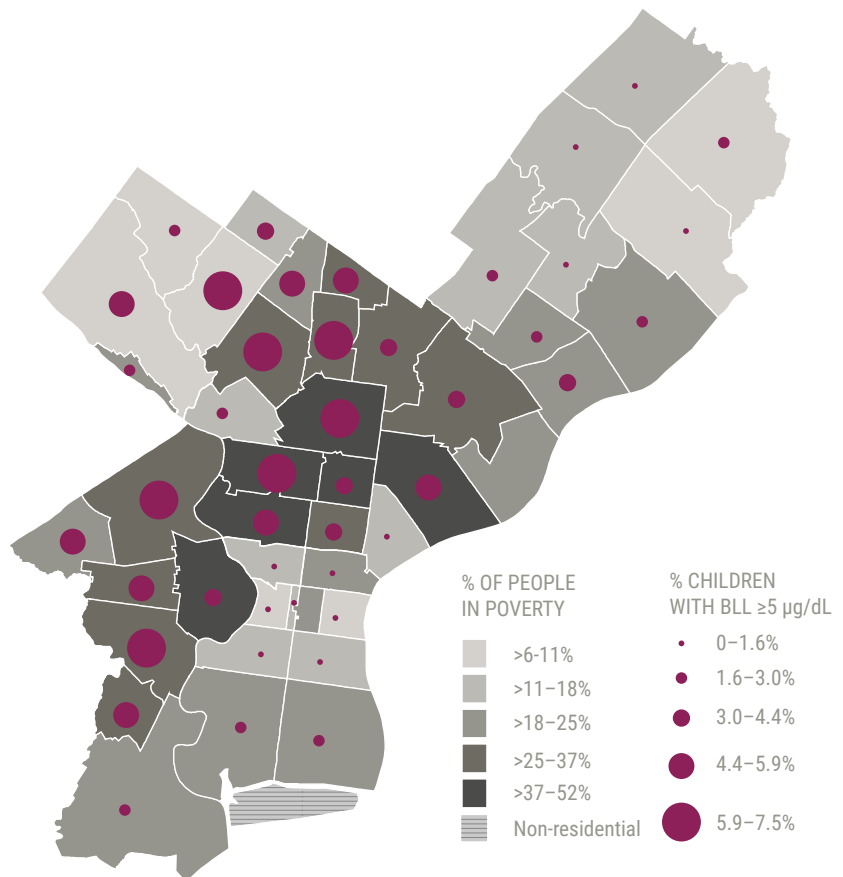 % OF PEOPLE
IN POVERTY
>6-11%
>11–18%
>18–25%
>25–37%
>37–52%
Non-residential
% CHILDREN
WITH BLL ≥5 µg/dL
0–1.6%
1.6–3.0%
3.0–4.4%
4.4–5.9%
5.9–7.5%